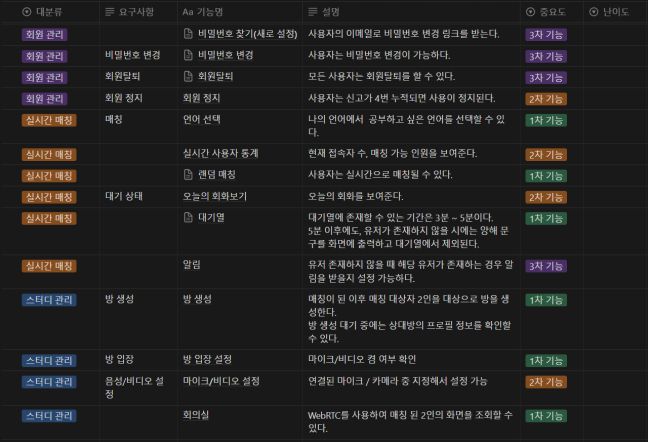 대분류 요구사항 Aa 기능명 설명 중요도 난이도
회원 관리 비밀번호 찾기(새로 설정) 사용자의 이메일로 비밀번호 변경 링크를 받는다. 3차 기능
회원 관리 비밀번호 변경 비밀번호 변경 사용자는 비밀번호 변경이 가능하다. 3차 기능
회원 관리 회원탈퇴 회원탈퇴 모든 사용자는 회원탈퇴를 할 수 있다. 3차 기능
회원 관리 회원 정지 회원 정지 사용자는 신고가 4번 누적되면 사용이 정지된다. 2차 기능
실시간 매칭 매칭 언어 선택 나의 언어에서 공부하고 싶은 언어를 선택할 수 있
다. 1차 기능
실시간 매칭 실시간 사용자 통계 현재 접속자 수, 매칭 가능 인원을 보여준다. 2차 기능
실시간 매칭 랜덤 매칭 사용자는 실시간으로 매칭될 수 있다. 1차 기능
실시간 매칭 대기 상태 오늘의 회화보기 오늘의 회화를 보여준다. 2차 기능
실시간 매칭 대기열 대기열에 존재할 수 있는 기간은 3분 ~ 5분이다. 1차 기능
5분 이후에도, 유저가 존재하지 않을 시에는 양해 문
구를 화면에 출력하고 대기열에서 제외된다.
실시간 매칭 알림 유저 존재하지 않을 때 해당 유저가 존재하는 경우 알 3차 기능
림을 받을지 설정 가능하다.
스터디 관리 방 생성 방 생성 매칭이 된 이후 매칭 대상자 2인을 대상으로 방을 생 1차 기능
성한다.
방 생성 대기 중에는 상대방의 프로필 정보를 확인할
수 있다.
스터디 관리 방 입장 방 입장 설정 마이크/비디오 캠 여부 확인 1차 기능
스터디 관리 음성/비디오 설 마이크/비디오 설정 연결된 마이크 / 카메라 중 지정해서 설정 가능 2차 기능
정
스터디 관리 회의실 WebRTC를 사용하여 매칭 된 2인의 화면을 조회할 수 1차 기능
있다.